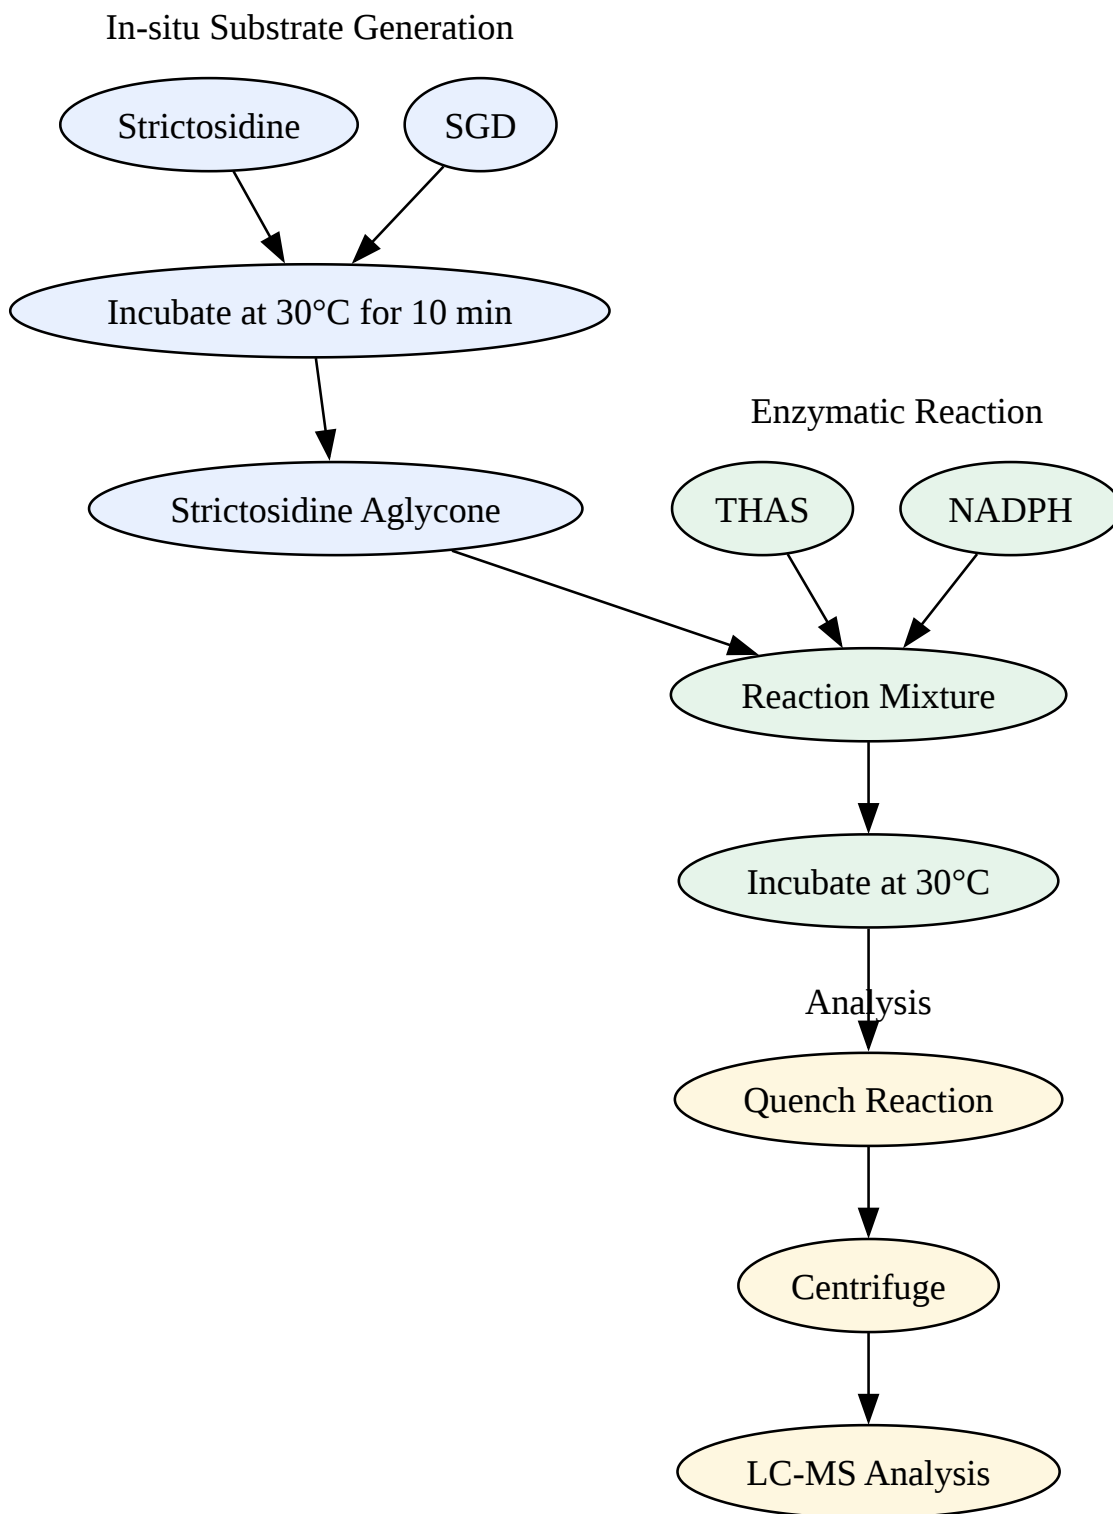 In-situ Substrate Generation
Strictosidine
SGD
Incubate at 30°C for 10 min
Strictosidine Aglycone
Enzymatic Reaction
THAS
NADPH
Reaction Mixture
Incubate at 30°C
Analysis
Quench Reaction
Centrifuge
LC-MS Analysis